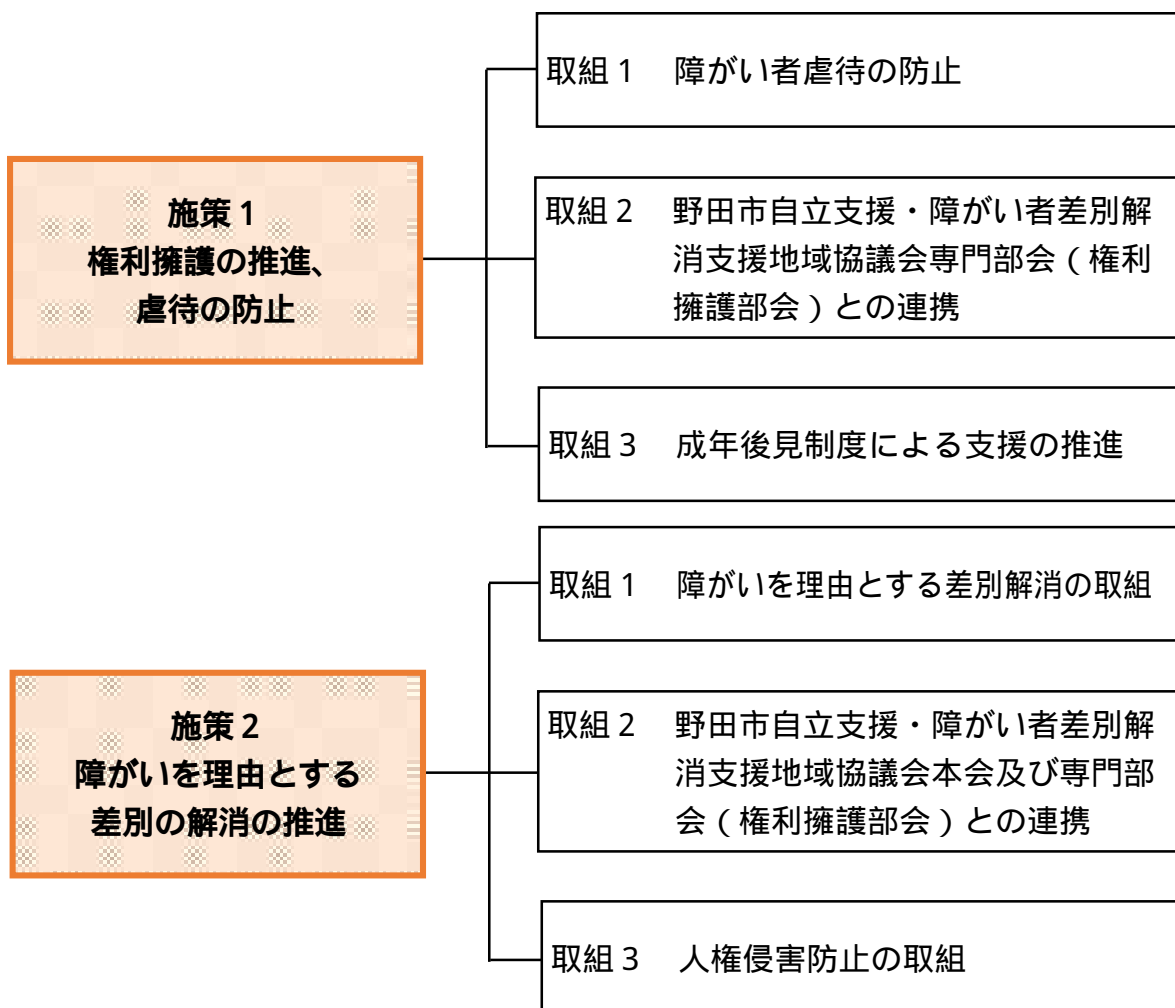 施策１
権利擁護の推進、
虐待の防止
取組１　障がい者虐待の防止
取組２　野田市自立支援・障がい者差別解
消支援地域協議会専門部会（権利
擁護部会）との連携
取組３　成年後見制度による支援の推進
施策２
障がいを理由とする
差別の解消の推進
取組１　障がいを理由とする差別解消の取組
取組２　野田市自立支援・障がい者差別解
消支援地域協議会本会及び専門部
会（権利擁護部会）との連携
取組３　人権侵害防止の取組